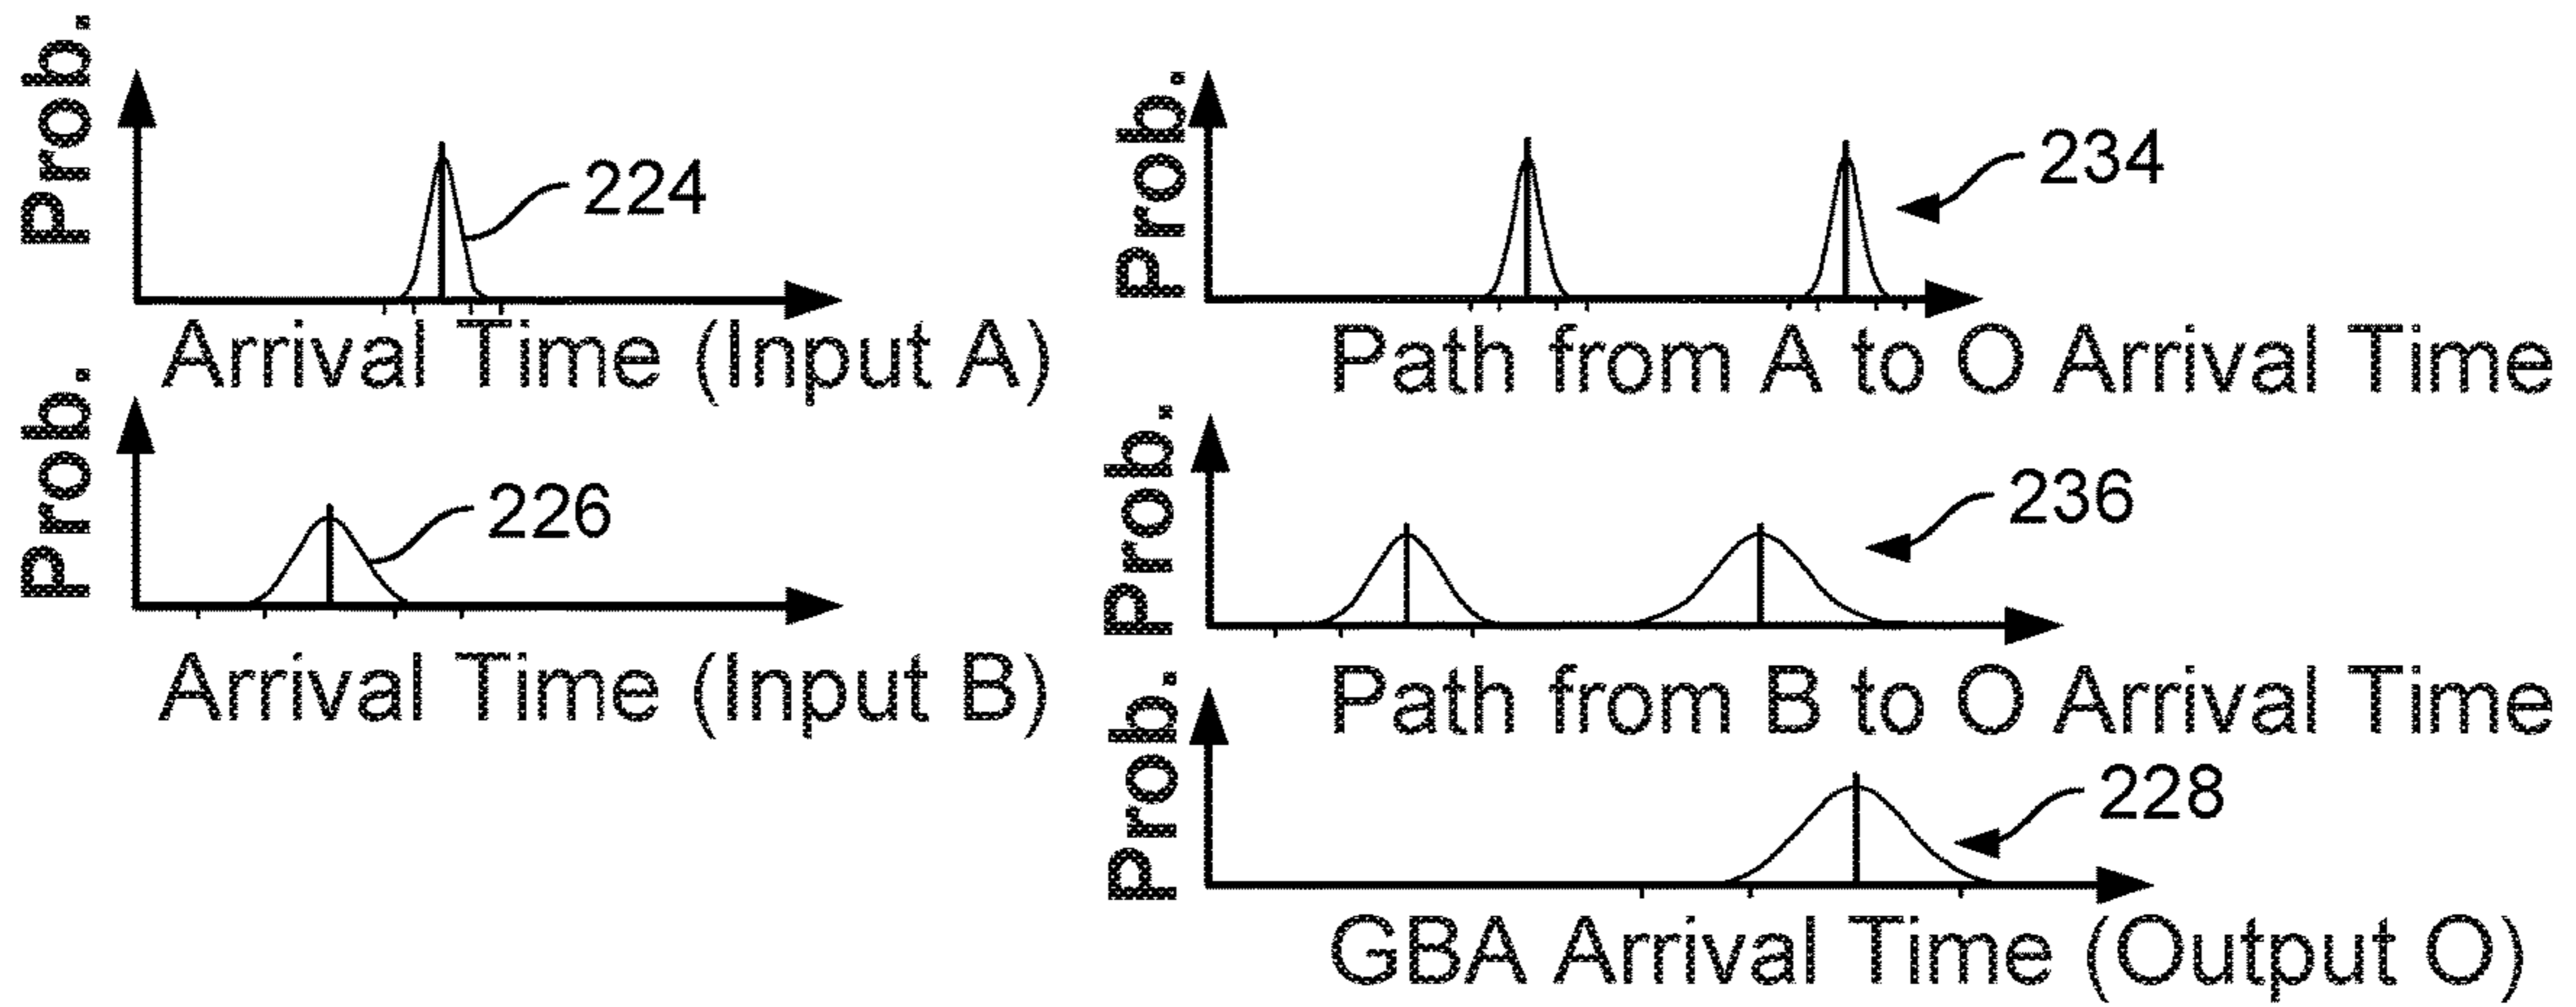 Prob.
224
Arrival Time (Input A)
Prob.
226
Arrival Time (Input B)
Prob.
234
Path from A to O Arrival Time
Prob.
236
Path from B to O Arrival Time
Prob.
228
GBA Arrival Time (Output O)